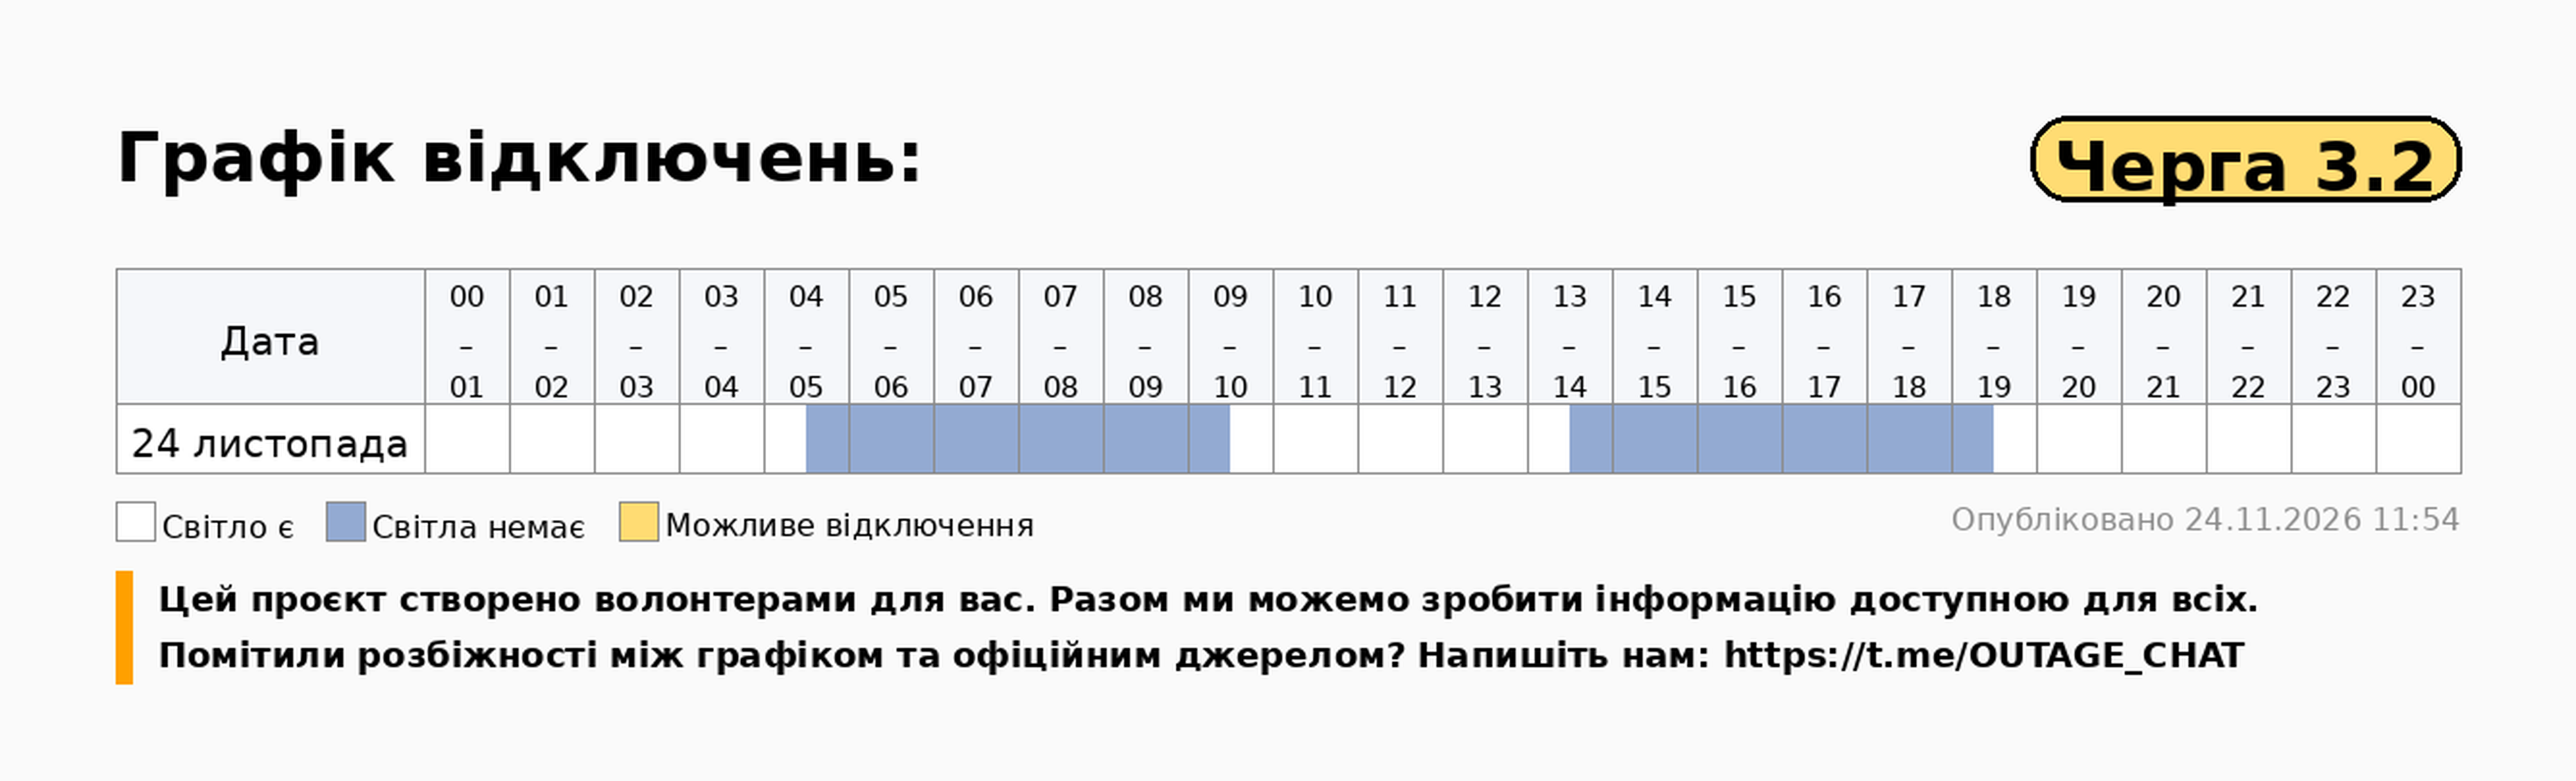 Графік відключень:
Черга 3.2
Дата
00 – 01
01 – 02
02 – 03
03 – 04
04 – 05
05 – 06
06 – 07
07 – 08
08 – 09
09 – 10
10 – 11
11 – 12
12 – 13
13 – 14
14 – 15
15 – 16
16 – 17
17 – 18
18 – 19
19 – 20
20 – 21
21 – 22
22 – 23
23 – 00
24 листопада
Світло є
Світла немає
Можливе відключення
Опубліковано 24.11.2026 11:54
Цей проєкт створено волонтерами для вас. Разом ми можемо зробити інформацію доступною для всіх.
Помітили розбіжності між графіком та офіційним джерелом? Напишіть нам: https://t.me/OUTAGE_CHAT